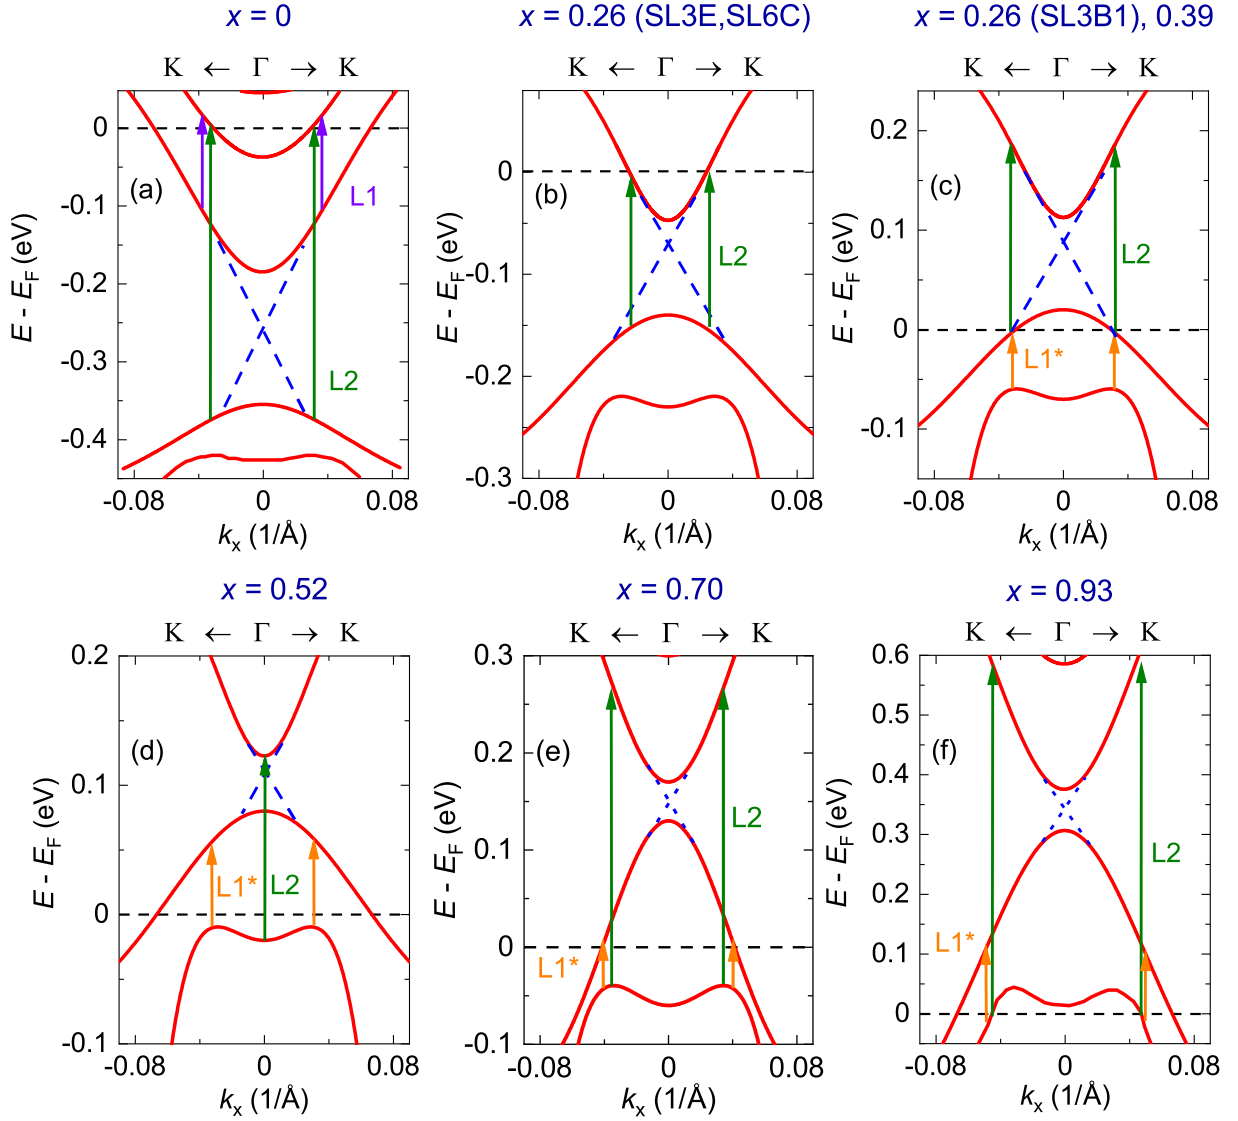 x = 0
x = 0.26 (SL3E,SL6C)
x = 0.26 (SL3B1), 0.39
K ← Γ → K
K ← Γ → K
K ← Γ → K
0
-0.1
-0.2
-0.3
-0.4
E - EF (eV)
(a)
L1
L2
-0.08
0
0.08
kx (1/Å)
0
-0.1
-0.2
-0.3
E - EF (eV)
(b)
L2
-0.08
0
0.08
kx (1/Å)
0.2
0.1
0
-0.1
E - EF (eV)
(c)
L2
L1*
-0.08
0
0.08
kx (1/Å)
x = 0.52
x = 0.70
x = 0.93
K ← Γ → K
K ← Γ → K
K ← Γ → K
0.2
0.1
0
-0.1
E - EF (eV)
(d)
L1*
L2
-0.08
0
0.08
kx (1/Å)
0.3
0.2
0.1
0
-0.1
E - EF (eV)
(e)
L2
L1*
-0.08
0
0.08
kx (1/Å)
0.6
0.5
0.4
0.3
0.2
0.1
0
E - EF (eV)
(f)
L2
L1*
-0.08
0
0.08
kx (1/Å)